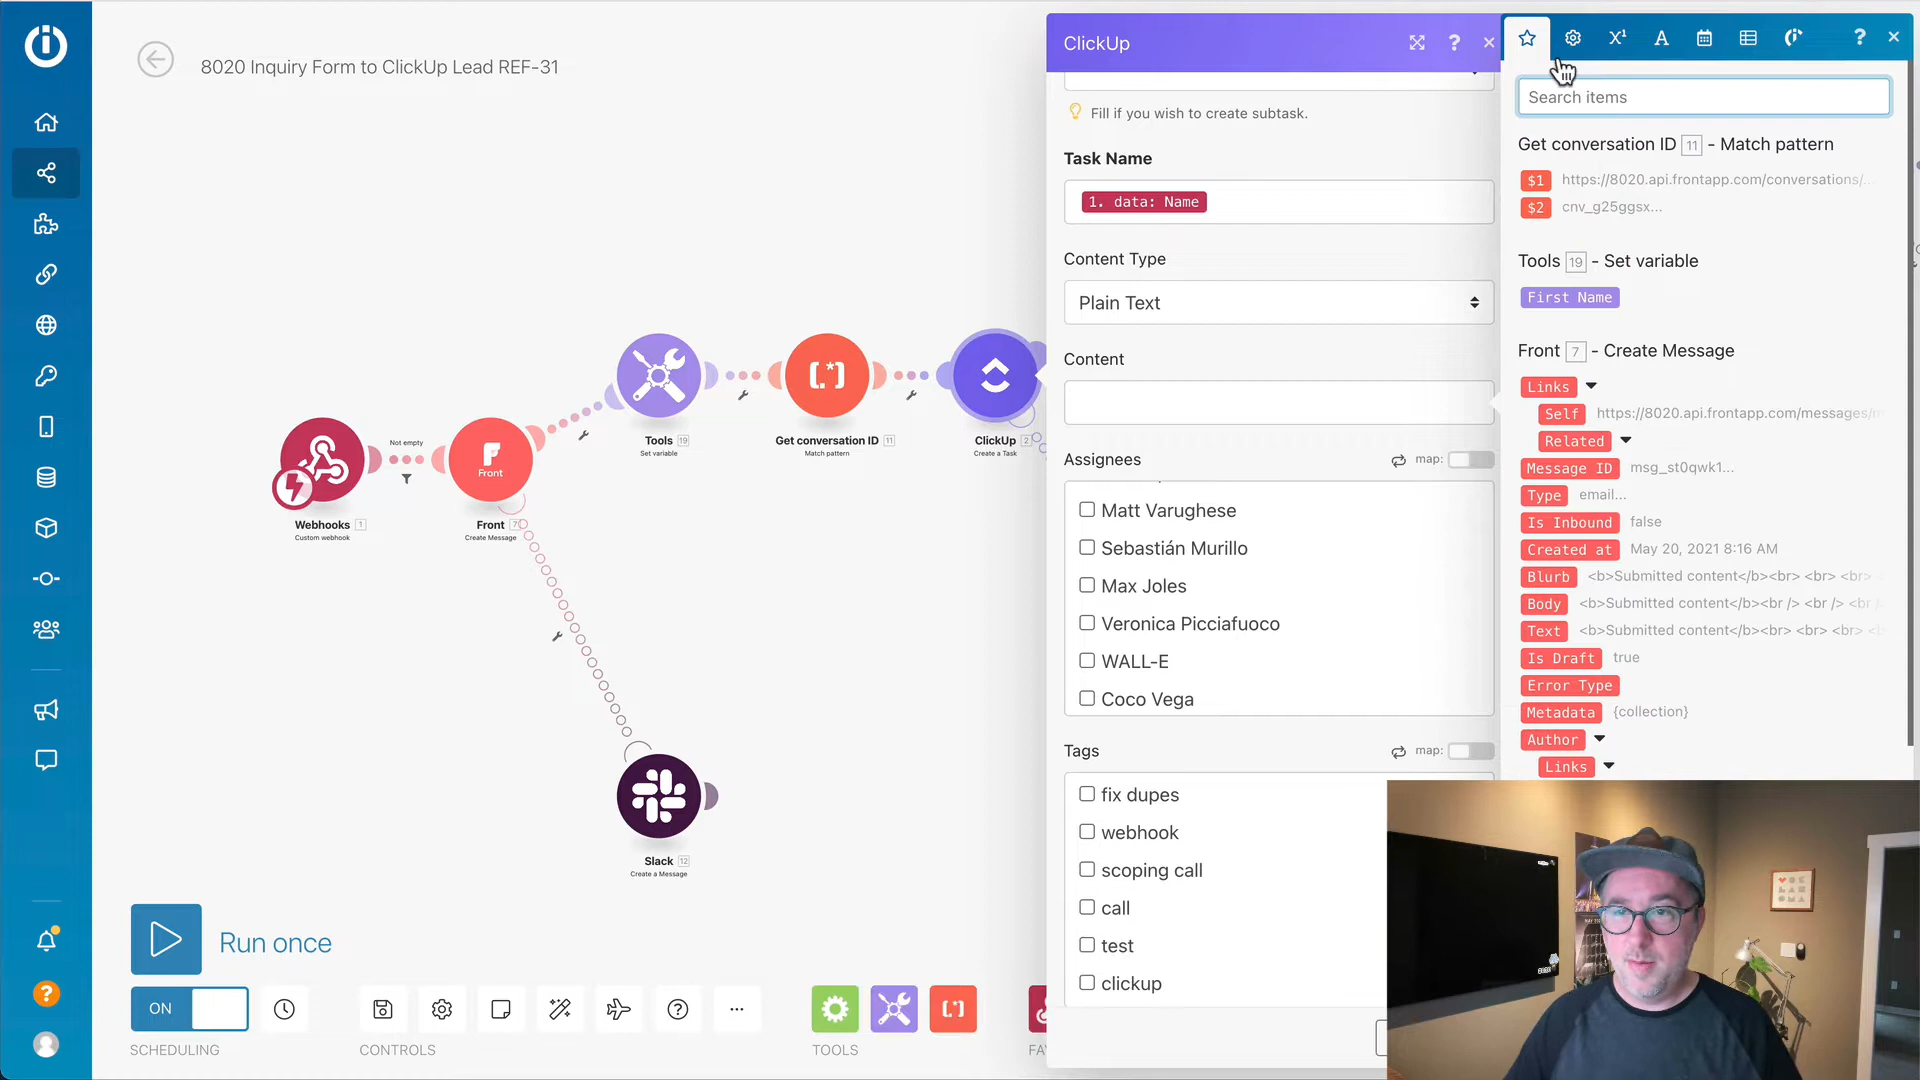 8020 Inquiry Form to ClickUp Lead REF-31
Not empty
Webhooks 1
Custom webhook
Front
Front 7
Create Message
Tools 19
Set variable
Get conversation ID 11
Match pattern
ClickUp 2
Create a Task
Slack 12
Create a Message
Run once
ON
SCHEDULING
CONTROLS
TOOLS
ClickUp
Fill if you wish to create subtask.
Task Name
1. data: Name
Content Type
Plain Text
Content
Assignees
map:
Matt Varughese
Sebastián Murillo
Max Joles
Veronica Picciafuoco
WALL-E
Coco Vega
Tags
map:
fix dupes
webhook
scoping call
call
test
clickup
Search items
Get conversation ID 11 - Match pattern
$1 https://8020.api.frontapp.com/conversations/...
$2 cnv_g25ggsx...
Tools 19 - Set variable
First Name
Front 7 - Create Message
Links
Self https://8020.api.frontapp.com/messages/m
Related
Message ID msg_st0qwk1...
Type email...
Is Inbound false
Created at May 20, 2021 8:16 AM
Blurb <b>Submitted content</b><br> <br> <br>
Body <b>Submitted content</b><br /> <br /> <br /
Text <b>Submitted content</b><br> <br> <br>
Is Draft true
Error Type
Metadata {collection}
Author
Links